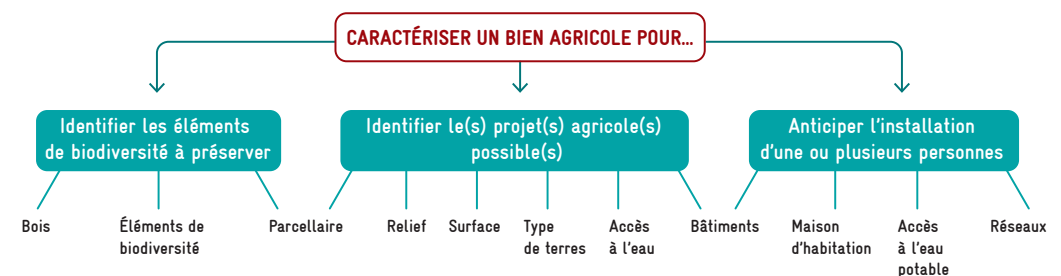 CARACTÉRISER UN BIEN AGRICOLE POUR...
Identifier les éléments
de biodiversité à préserver
Identifier le(s) projet(s) agricole(s)
possible(s)
Anticiper l'installation
d'une ou plusieurs personnes
Bois
Éléments de
biodiversité
Parcellaire
Relief
Surface
Type
de terres
Accès
à l'eau
Bâtiments
Maison
d'habitation
Accès
à l'eau
potable
Réseaux